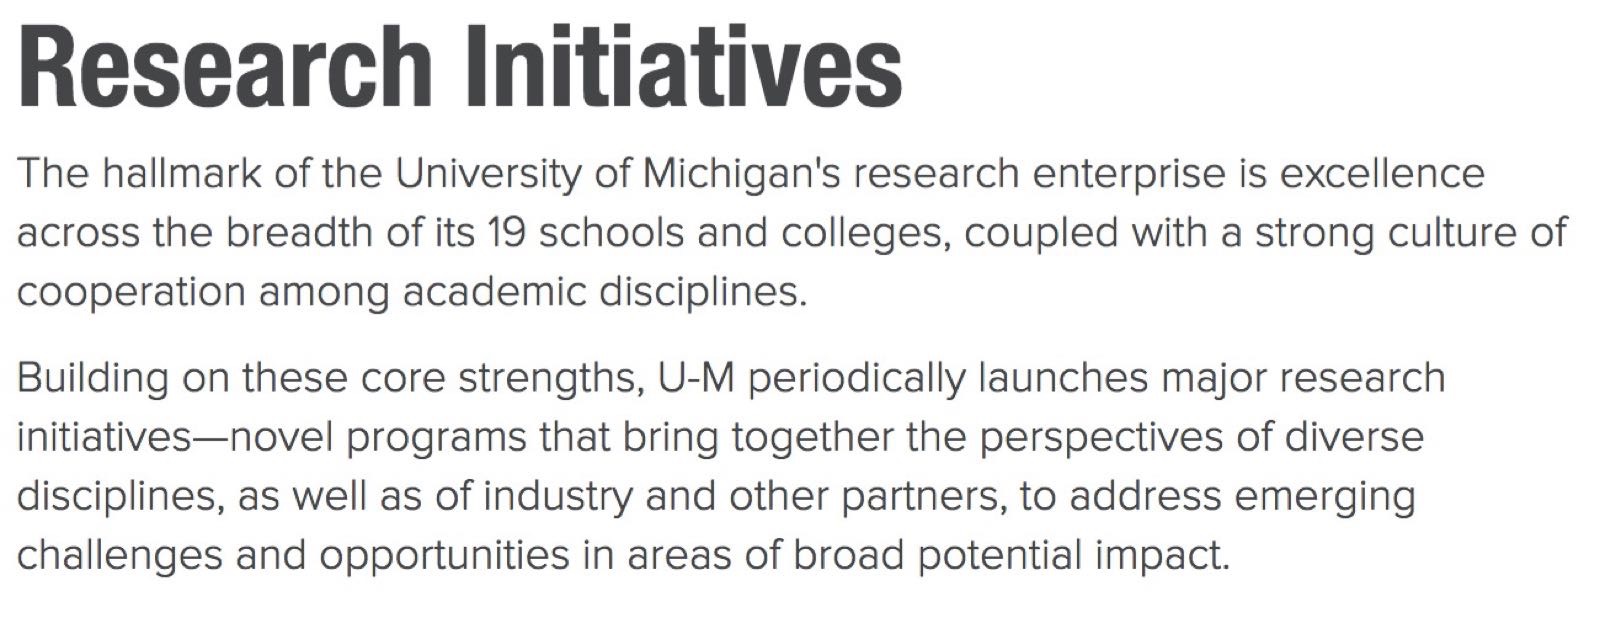 Research Initiatives
The hallmark of the University of Michigan's research enterprise is excellence
across the breadth of its 19 schools and colleges, coupled with a strong culture of
cooperation among academic disciplines.
Building on these core strengths, U-M periodically launches major research
initiatives—novel programs that bring together the perspectives of diverse
disciplines, as well as of industry and other partners, to address emerging
challenges and opportunities in areas of broad potential impact.